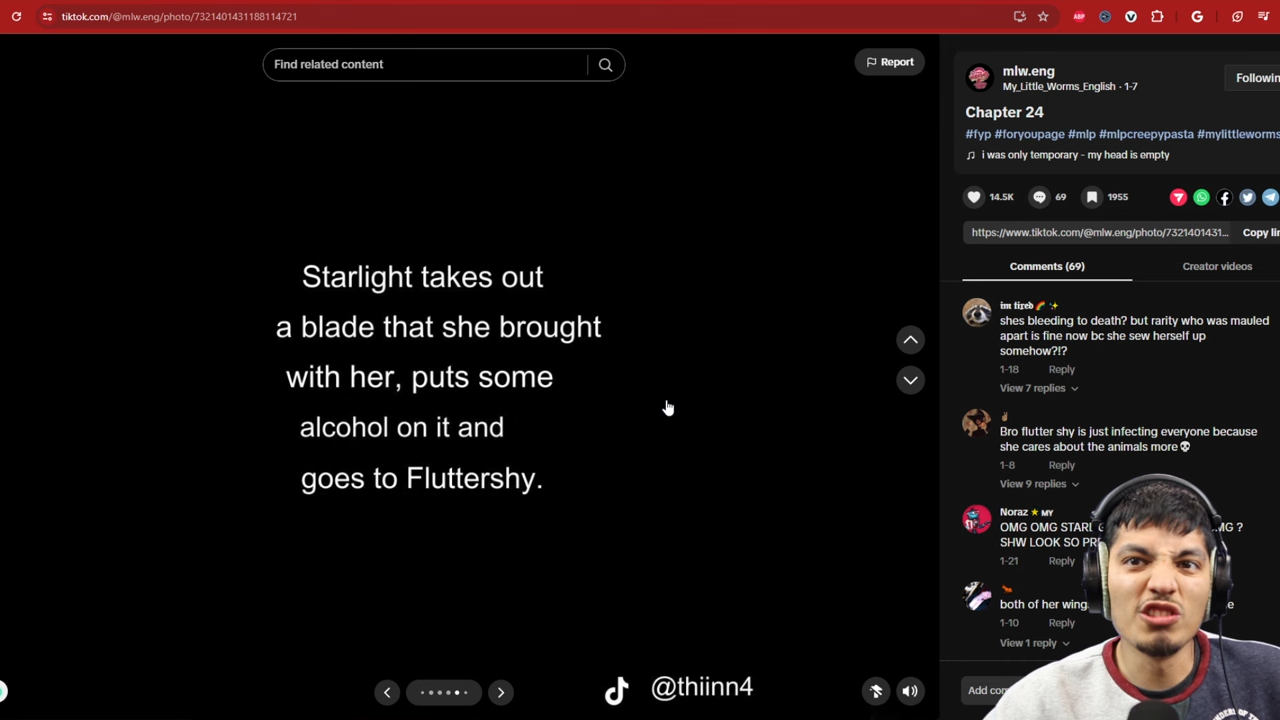 tiktok.com/@mlw.eng/photo/7321401431188114721
Find related content
Report
mlw.eng
My_Little_Worms_English · 1-7
Followin
Chapter 24
#fyp #foryoupage #mlp #mlpcreepypasta #mylittleworms
i was only temporary - my head is empty
14.5K
69
1955
https://www.tiktok.com/@mlw.eng/photo/7321401431...
Copy lin
Comments (69)
Creator videos
Starlight takes out
a blade that she brought
with her, puts some
alcohol on it and
goes to Fluttershy.
im tired
shes bleeding to death? but rarity who was mauled
apart is fine now bc she sew herself up
somehow?!?
1-18 Reply
View 7 replies
Bro flutter shy is just infecting everyone because
she cares about the animals more💀
1-8 Reply
View 9 replies
Noraz ★ MY
OMG OMG STARL
SHW LOOK SO PR
1-21 Reply
both of her wing
1-10 Reply
View 1 reply
Add com
@thiinn4
ABP